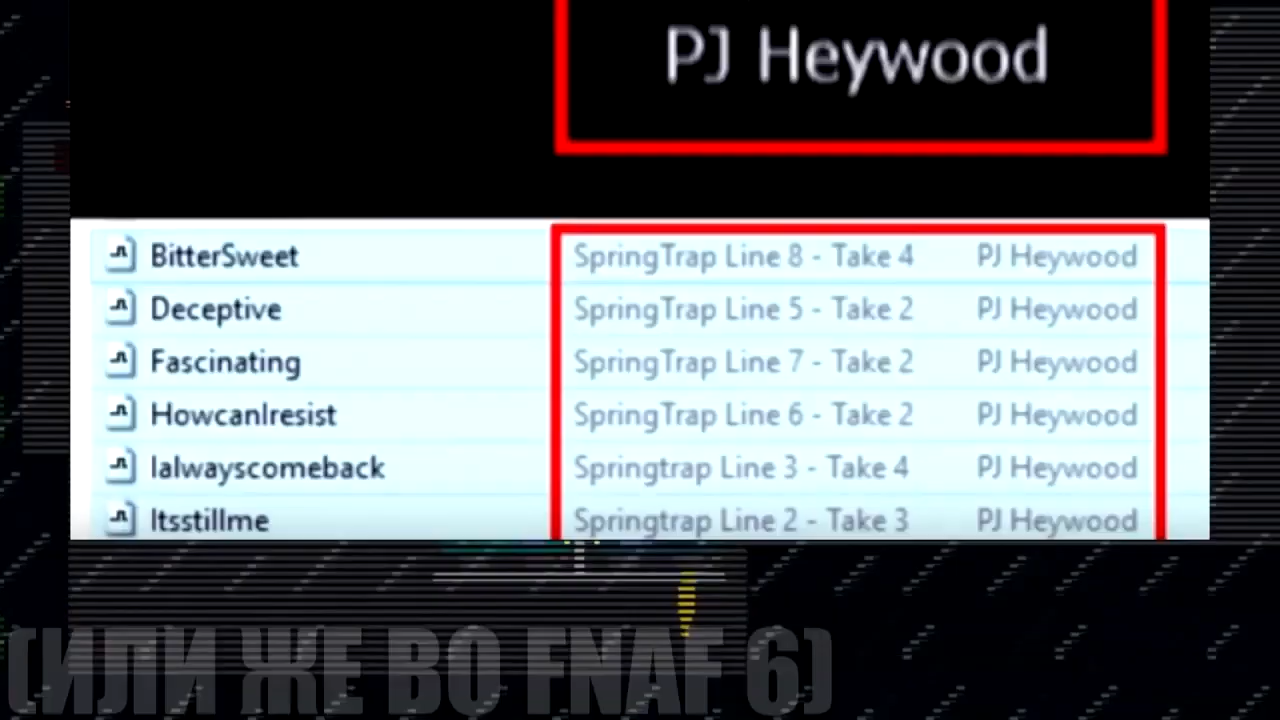 PJ Heywood
BitterSweet SpringTrap Line 8 - Take 4 PJ Heywood
Deceptive SpringTrap Line 5 - Take 2 PJ Heywood
Fascinating SpringTrap Line 7 - Take 2 PJ Heywood
HowcanIresist SpringTrap Line 6 - Take 2 PJ Heywood
Ialwayscomeback Springtrap Line 3 - Take 4 PJ Heywood
Itsstillme Springtrap Line 2 - Take 3 PJ Heywood
(ИЛИ ЖЕ ВО FNAF 6)